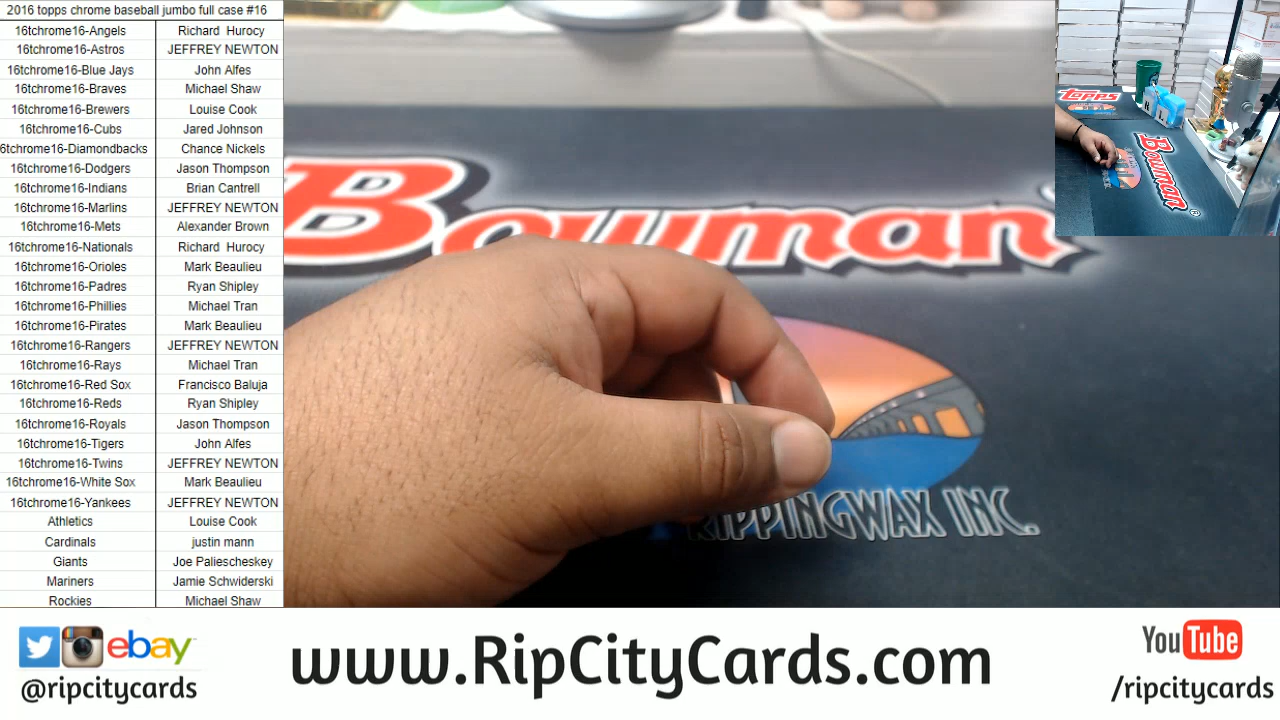 2016 topps chrome baseball jumbo full case #16
16tchrome16-Angels Richard Hurocy
16tchrome16-Astros JEFFREY NEWTON
16tchrome16-Blue Jays John Alfes
16tchrome16-Braves Michael Shaw
16tchrome16-Brewers Louise Cook
16tchrome16-Cubs Jared Johnson
6tchrome16-Diamondbacks Chance Nickels
16tchrome16-Dodgers Jason Thompson
16tchrome16-Indians Brian Cantrell
16tchrome16-Marlins JEFFREY NEWTON
16tchrome16-Mets Alexander Brown
16tchrome16-Nationals Richard Hurocy
16tchrome16-Orioles Mark Beaulieu
16tchrome16-Padres Ryan Shipley
16tchrome16-Phillies Michael Tran
16tchrome16-Pirates Mark Beaulieu
16tchrome16-Rangers JEFFREY NEWTON
16tchrome16-Rays Michael Tran
16tchrome16-Red Sox Francisco Baluja
16tchrome16-Reds Ryan Shipley
16tchrome16-Royals Jason Thompson
16tchrome16-Tigers John Alfes
16tchrome16-Twins JEFFREY NEWTON
16tchrome16-White Sox Mark Beaulieu
16tchrome16-Yankees JEFFREY NEWTON
Athletics Louise Cook
Cardinals justin mann
Giants Joe Paliescheskey
Mariners Jamie Schwiderski
Rockies Michael Shaw
Bowman
RIPPINGWAX INC.
topps
Bowman®
ebay
@ripcitycards
www.RipCityCards.com
YouTube
/ripcitycards